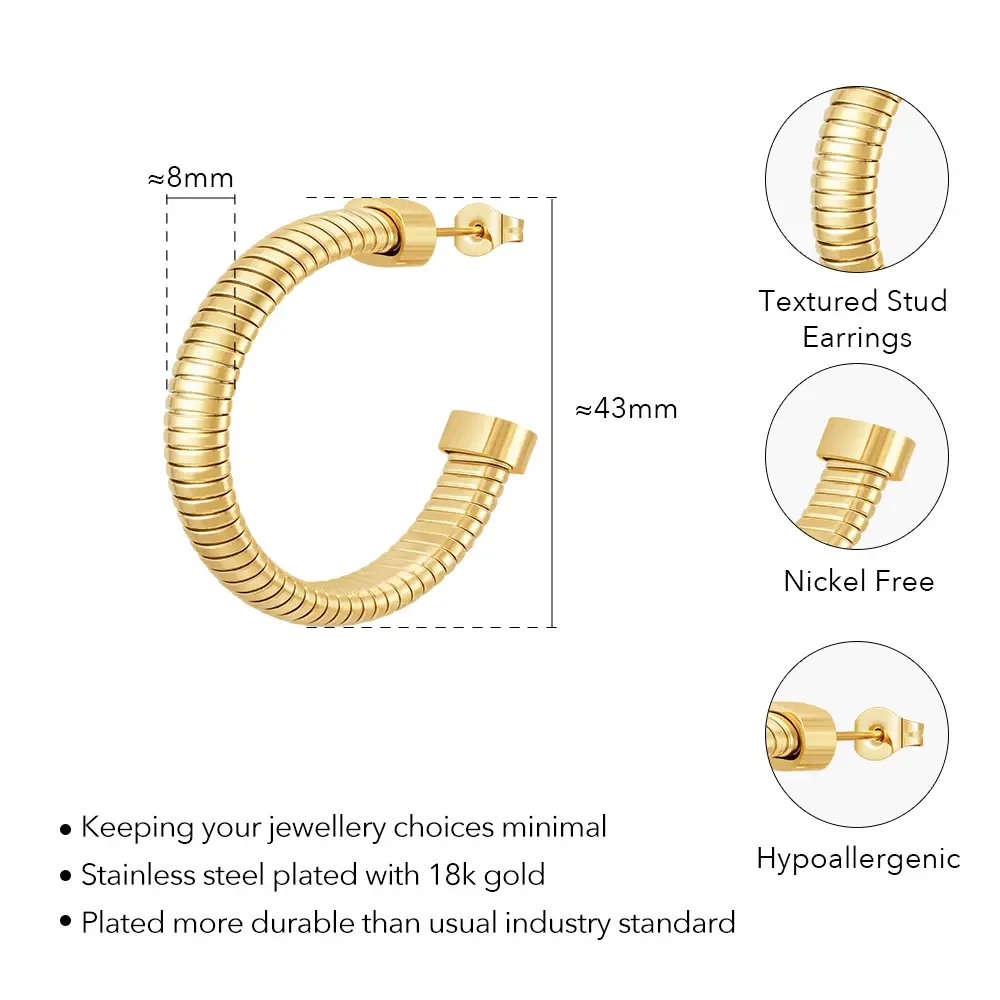 ≈8mm
≈43mm
Textured Stud
Earrings
Nickel Free
Hypoallergenic
• Keeping your jewellery choices minimal
• Stainless steel plated with 18k gold
• Plated more durable than usual industry standard